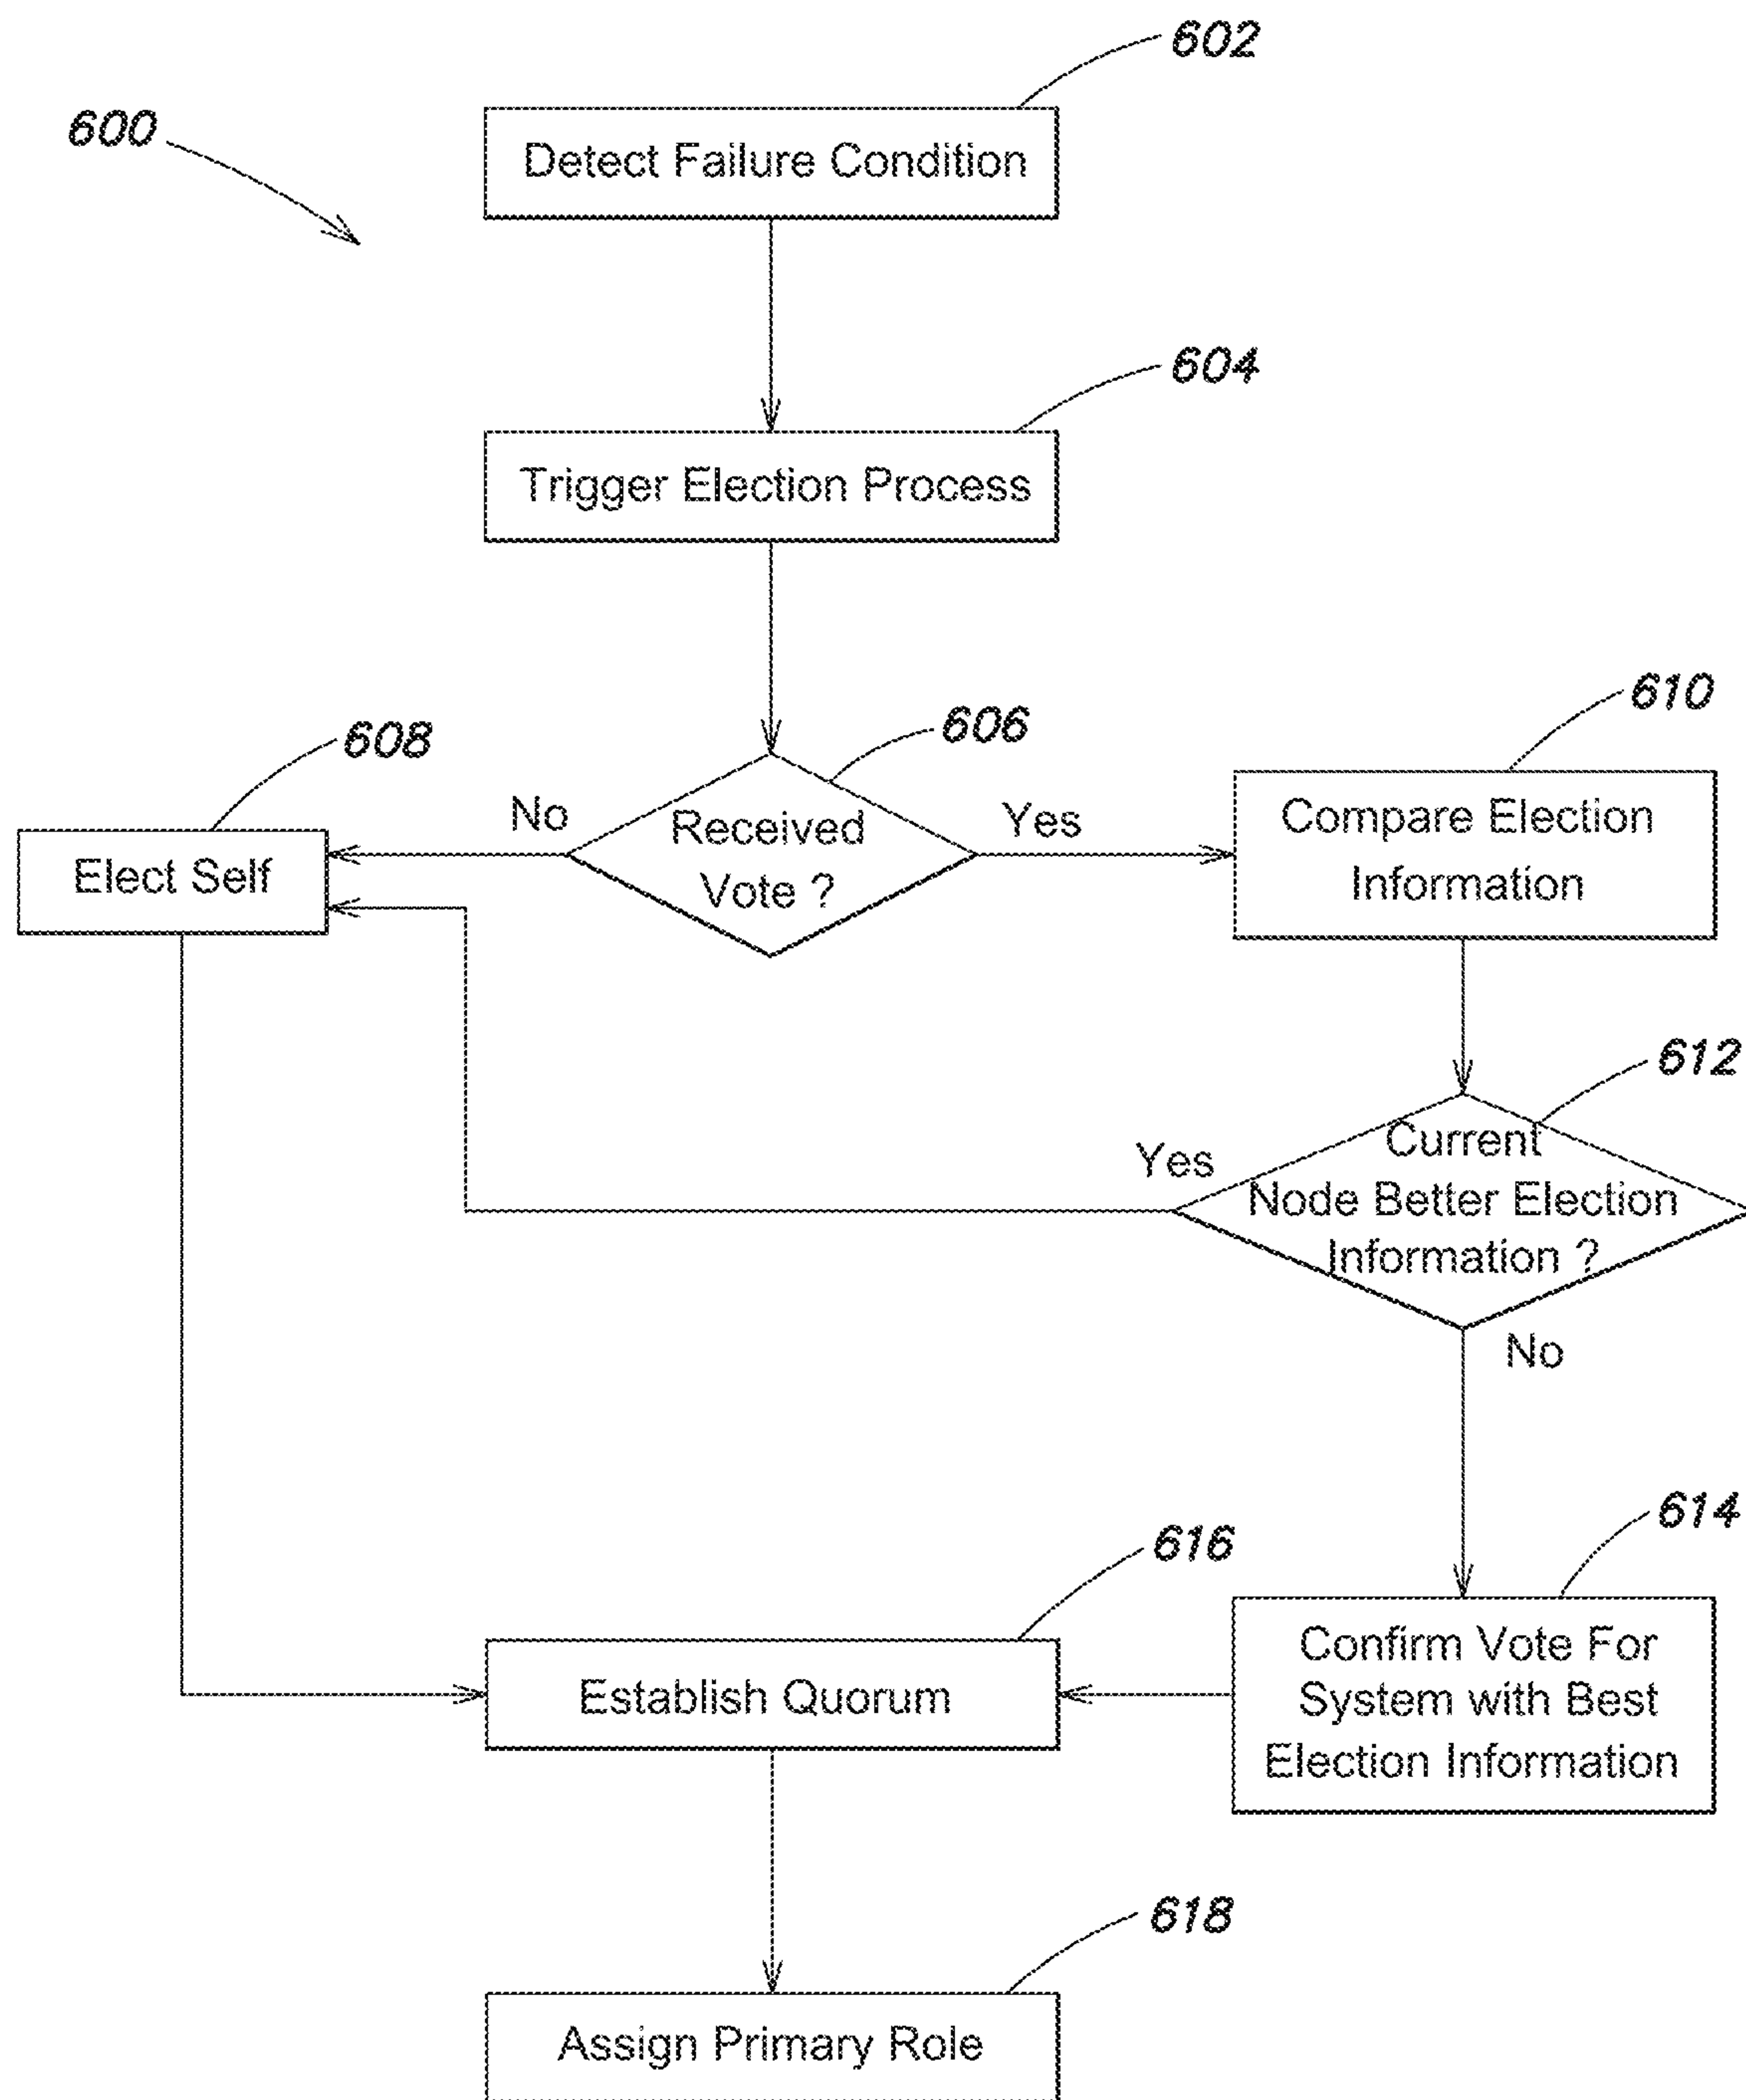 602
600
Detect Failure Condition
604
Trigger Election Process
606
608
610
No
Received
Vote ?
Yes
Compare Election
Information
Elect Self
612
Yes
Current
Node Better Election
Information ?
No
614
616
Confirm Vote For
System with Best
Election Information
Establish Quorum
618
Assign Primary Role